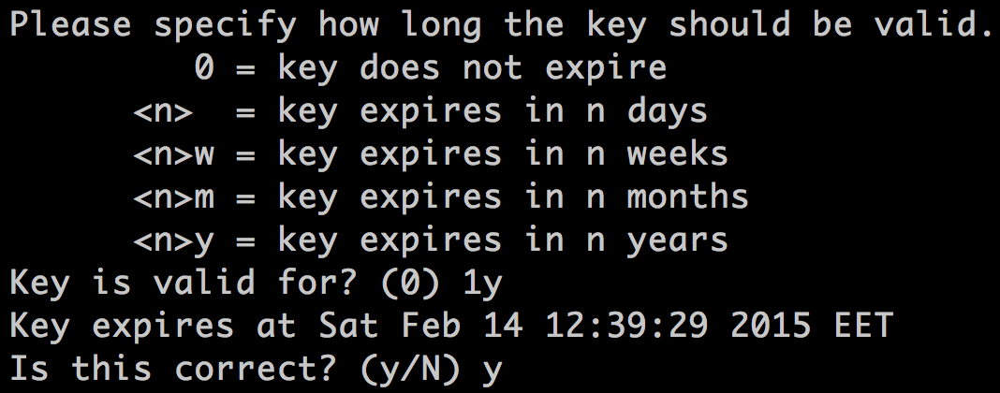 Please specify how long the key should be valid.
         0 = key does not expire
      <n>  = key expires in n days
      <n>w = key expires in n weeks
      <n>m = key expires in n months
      <n>y = key expires in n years
Key is valid for? (0) 1y
Key expires at Sat Feb 14 12:39:29 2015 EET
Is this correct? (y/N) y